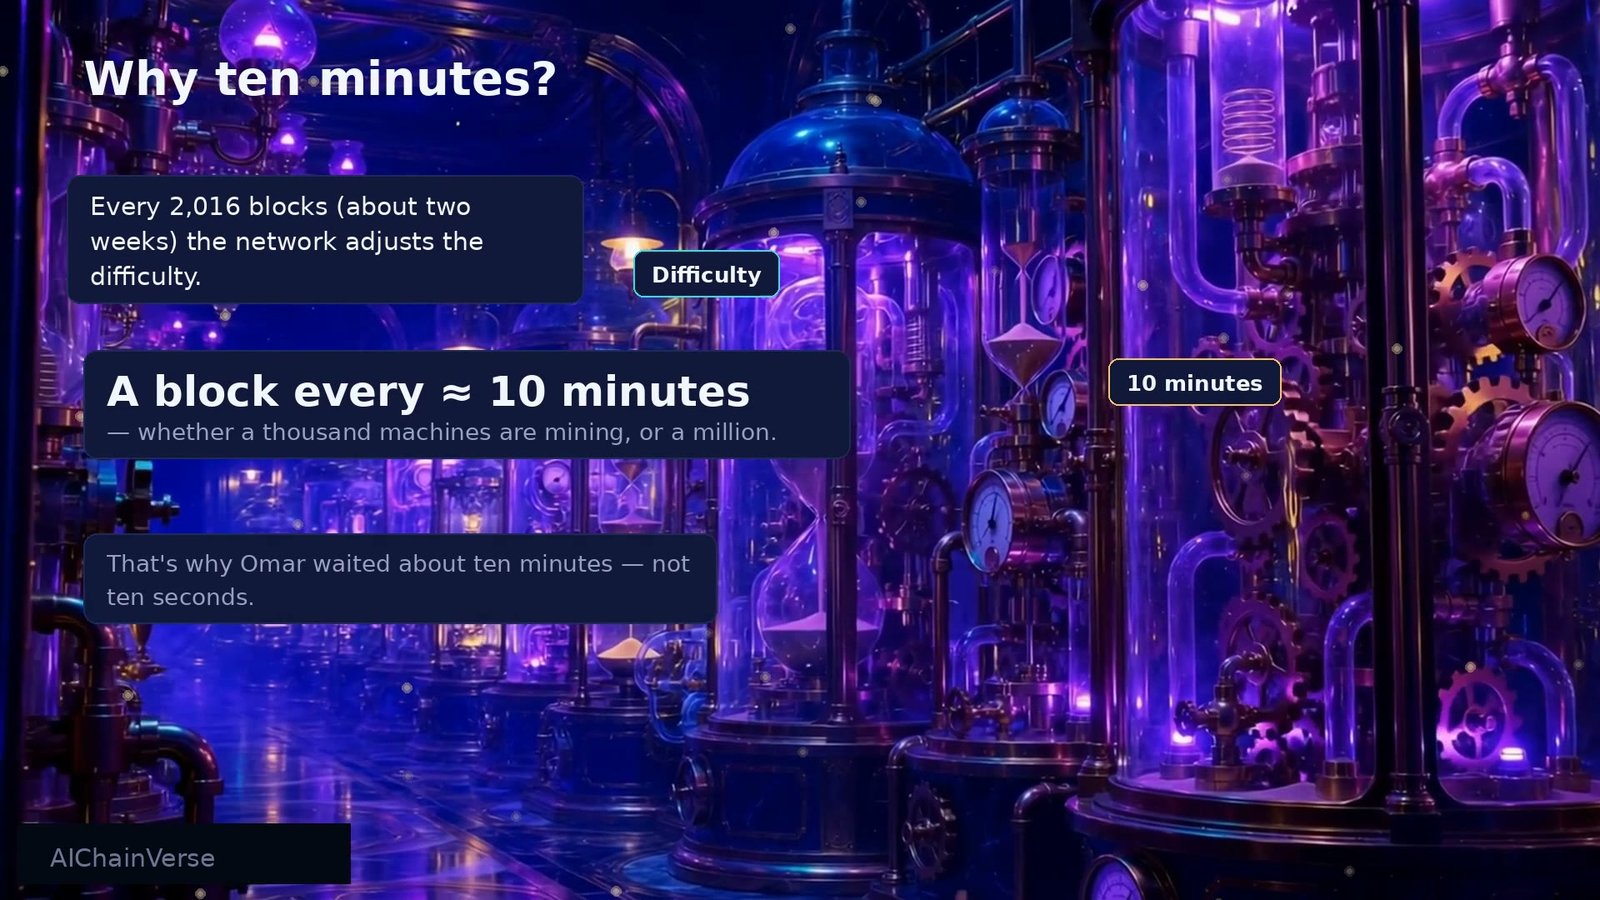 Why ten minutes?
Every 2,016 blocks (about two
weeks) the network adjusts the
difficulty.
Difficulty
A block every ≈ 10 minutes
— whether a thousand machines are mining, or a million.
10 minutes
That's why Omar waited about ten minutes — not
ten seconds.
AIChainVerse